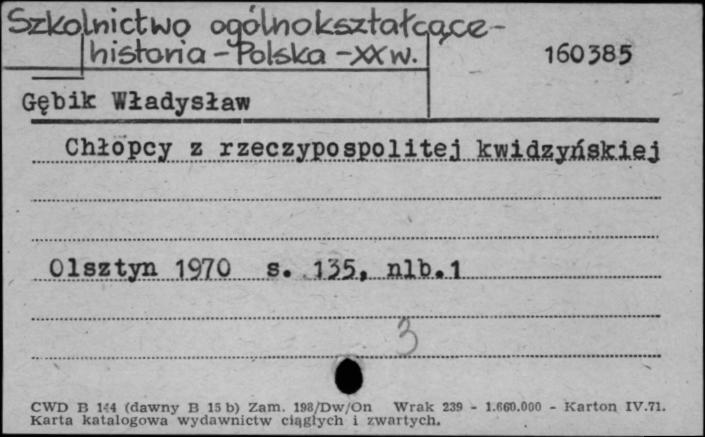 Szkolnictwo ogólnokształcące-
historia - Polska - XX w.
160385
Gębik Władysław
Chłopcy z rzeczypospolitej kwidzyńskiej
Olsztyn 1970 s. 135, nlb.1
3
CWD B 144 (dawny B 15 b) Zam. 198/Dw/On Wrak 239 - 1.660.000 - Karton IV.71.
Karta katalogowa wydawnictw ciągłych i zwartych.